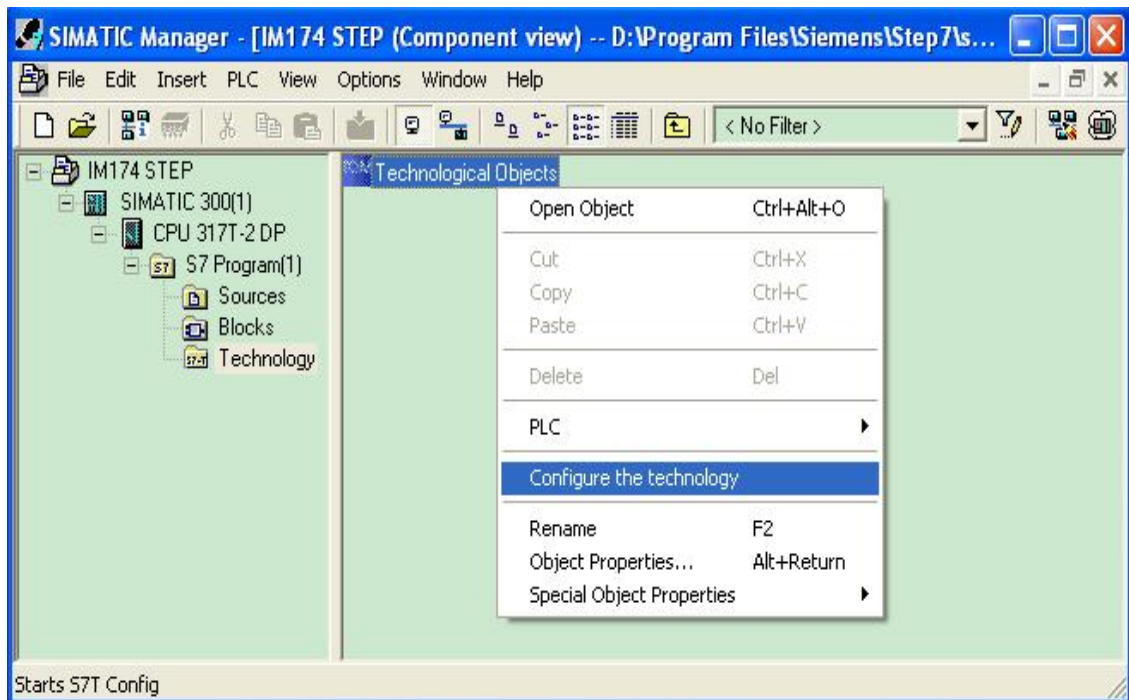 SIMATIC Manager - [IM174 STEP (Component view) -- D:\Program Files\Siemens\Step7\s...
File Edit Insert PLC View Options Window Help
< No Filter >
IM174 STEP
SIMATIC 300(1)
CPU 317T-2 DP
S7 Program(1)
Sources
Blocks
Technology
Technological Objects
Open Object Ctrl+Alt+O
Cut Ctrl+X
Copy Ctrl+C
Paste Ctrl+V
Delete Del
PLC
Configure the technology
Rename F2
Object Properties... Alt+Return
Special Object Properties
Starts S7T Config